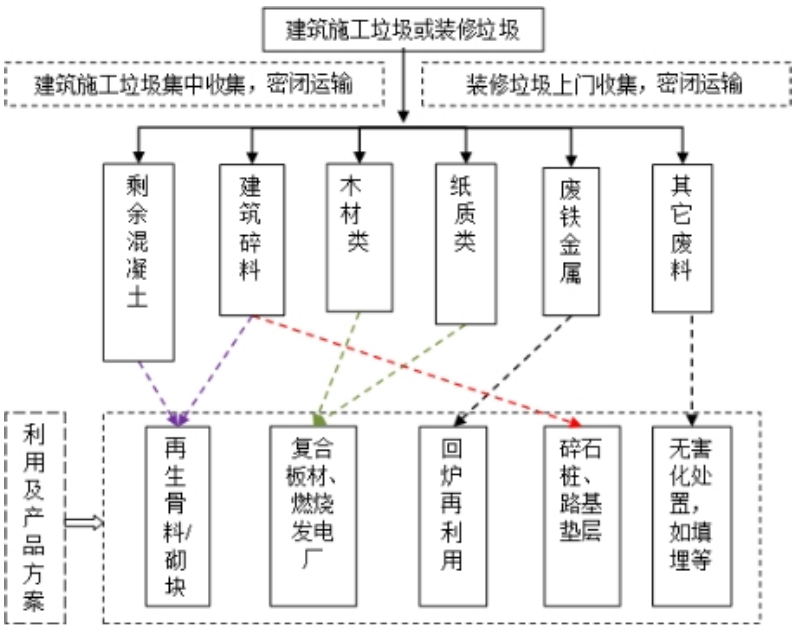 建筑施工垃圾或装修垃圾
建筑施工垃圾集中收集，密闭运输
装修垃圾上门收集，密闭运输
剩余混凝土
建筑碎料
木材类
纸质类
废铁金属
其它废料
利用及产品方案
再生骨料/砌块
复合
板材、
燃烧
发电
厂
回炉再利用
碎石
桩、
路基
垫层
无害
化处
置，
如填
埋等